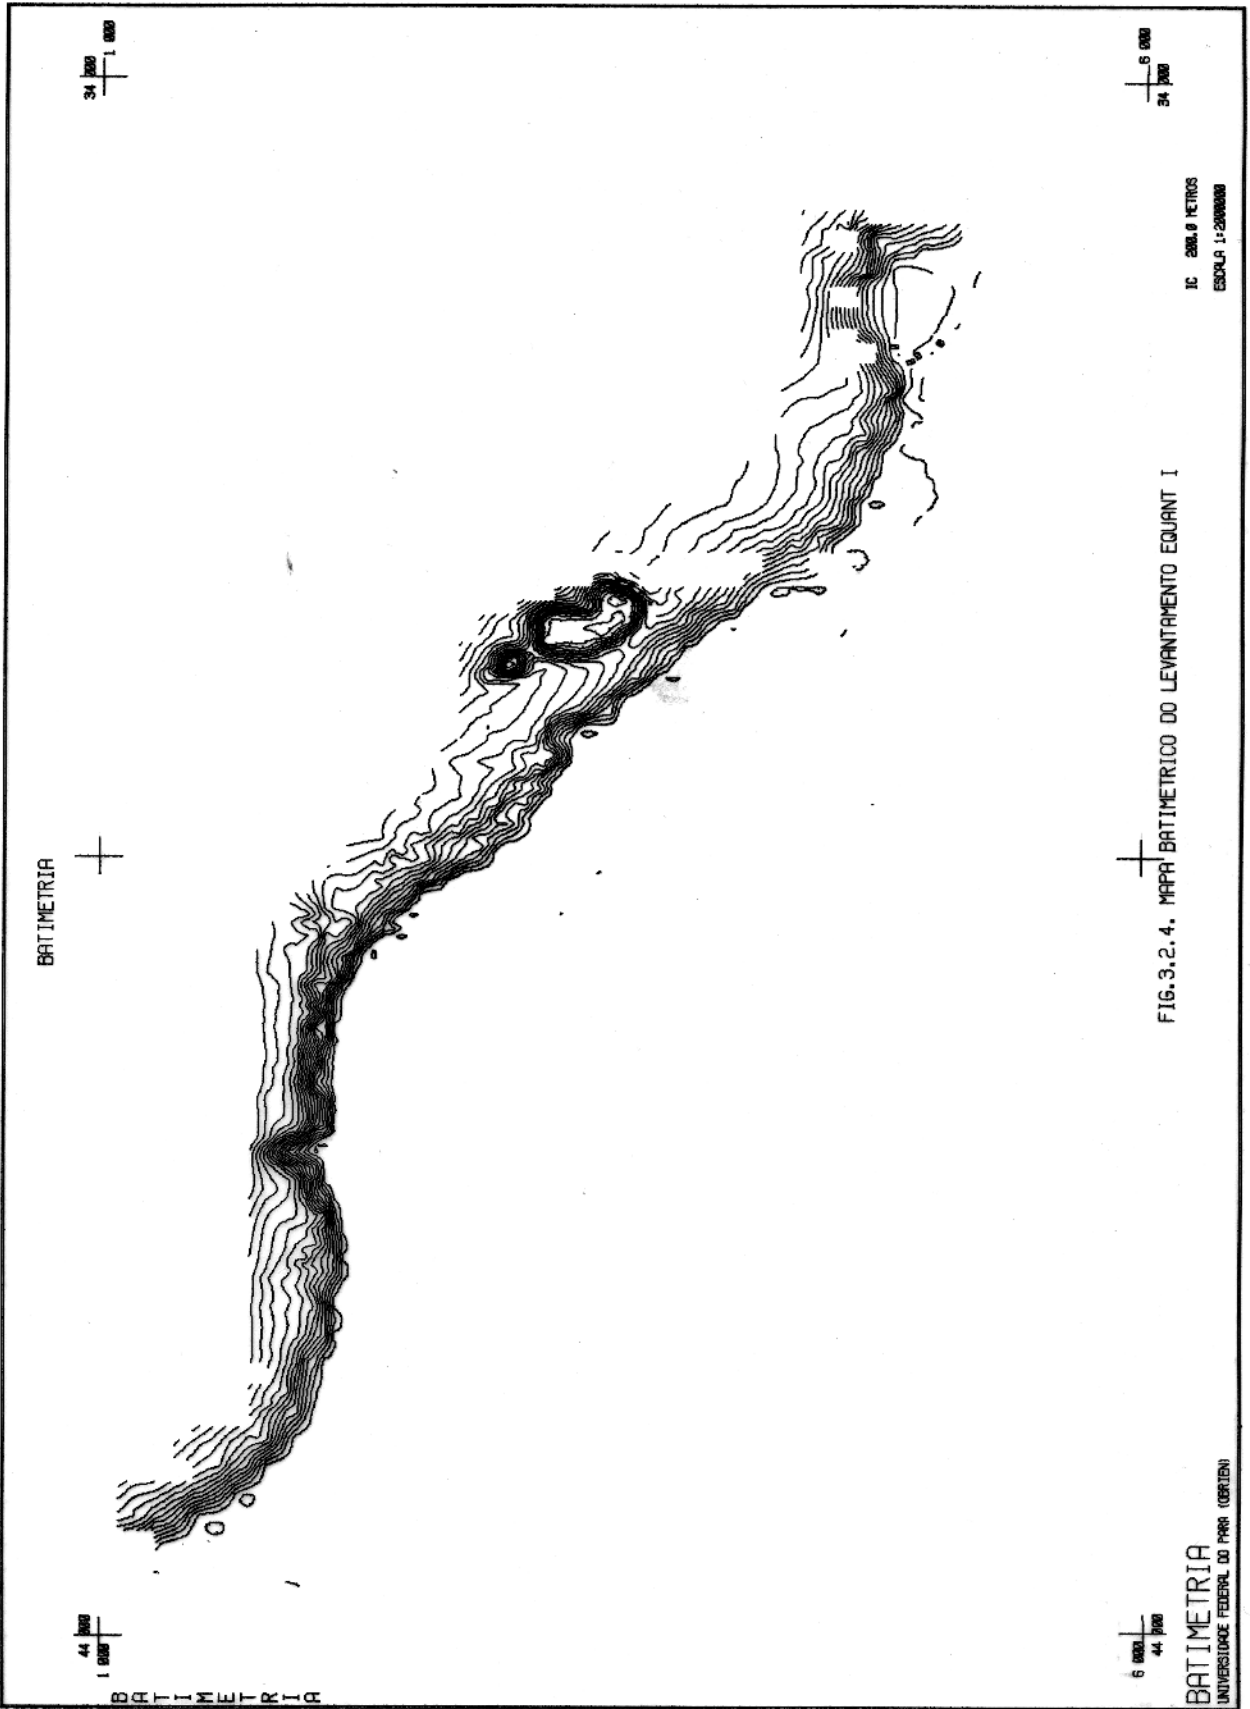 BATIMETRIA
44 000
1 000
34 000
1 000
BATIMETRIA
6 000
44 000
6 000
34 000
IC 200.0 METROS
ESCALA 1:2000000
FIG.3.2.4. MAPA BATIMETRICO DO LEVANTAMENTO EQUANT I
BATIMETRIA
UNIVERSIDADE FEDERAL DO PARA (OBRIEN)